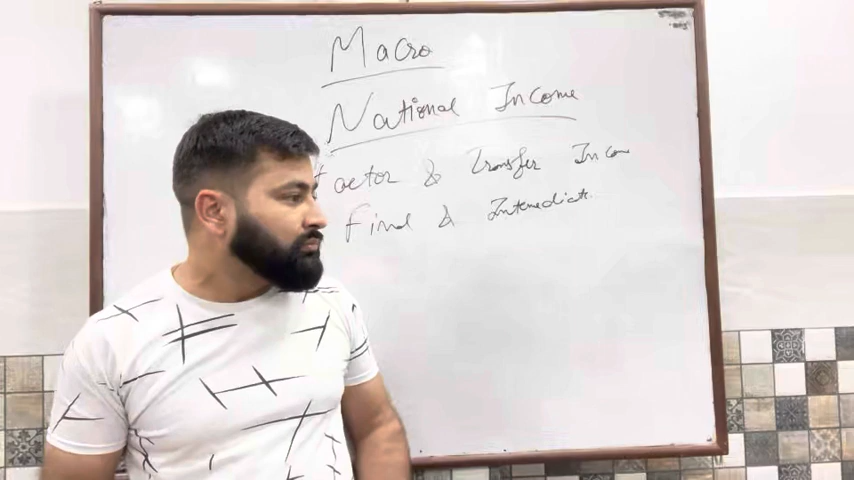 Macro
National Income
Factor & Transfer Income
Final & Intermediate